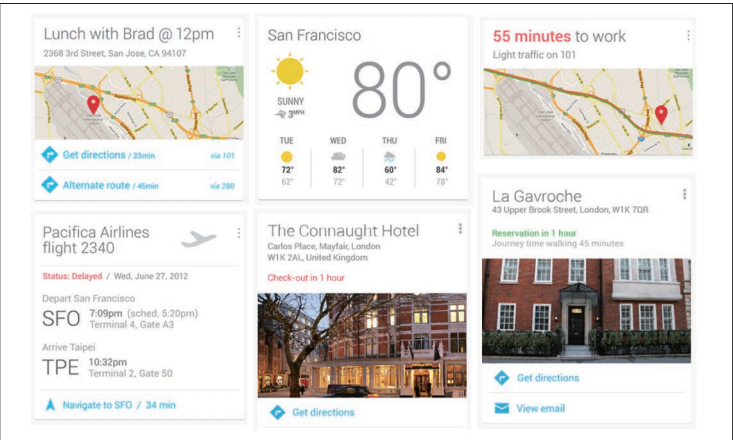 Lunch with Brad @ 12pm
2368 3rd Street, San Jose, CA 94107
Get directions / 33min via 101
Alternate route / 45min via 280
San Francisco
SUNNY
3MPH
80°
TUE WED THU FRI
72° 82° 60° 84°
62° 72° 42° 78°
55 minutes to work
Light traffic on 101
Pacifica Airlines
flight 2340
Status: Delayed / Wed, June 27, 2012
Depart San Francisco
SFO 7:09pm (sched. 5:20pm)
Terminal 4, Gate A3
Arrive Taipei
TPE 10:32pm
Terminal 2, Gate 50
Navigate to SFO / 34 min
The Connaught Hotel
Carlos Place, Mayfair, London
W1K 2AL, United Kingdom
Check-out in 1 hour
Get directions
La Gavroche
43 Upper Brook Street, London, W1K 7QR
Reservation in 1 hour
Journey time walking 45 minutes
Get directions
View email